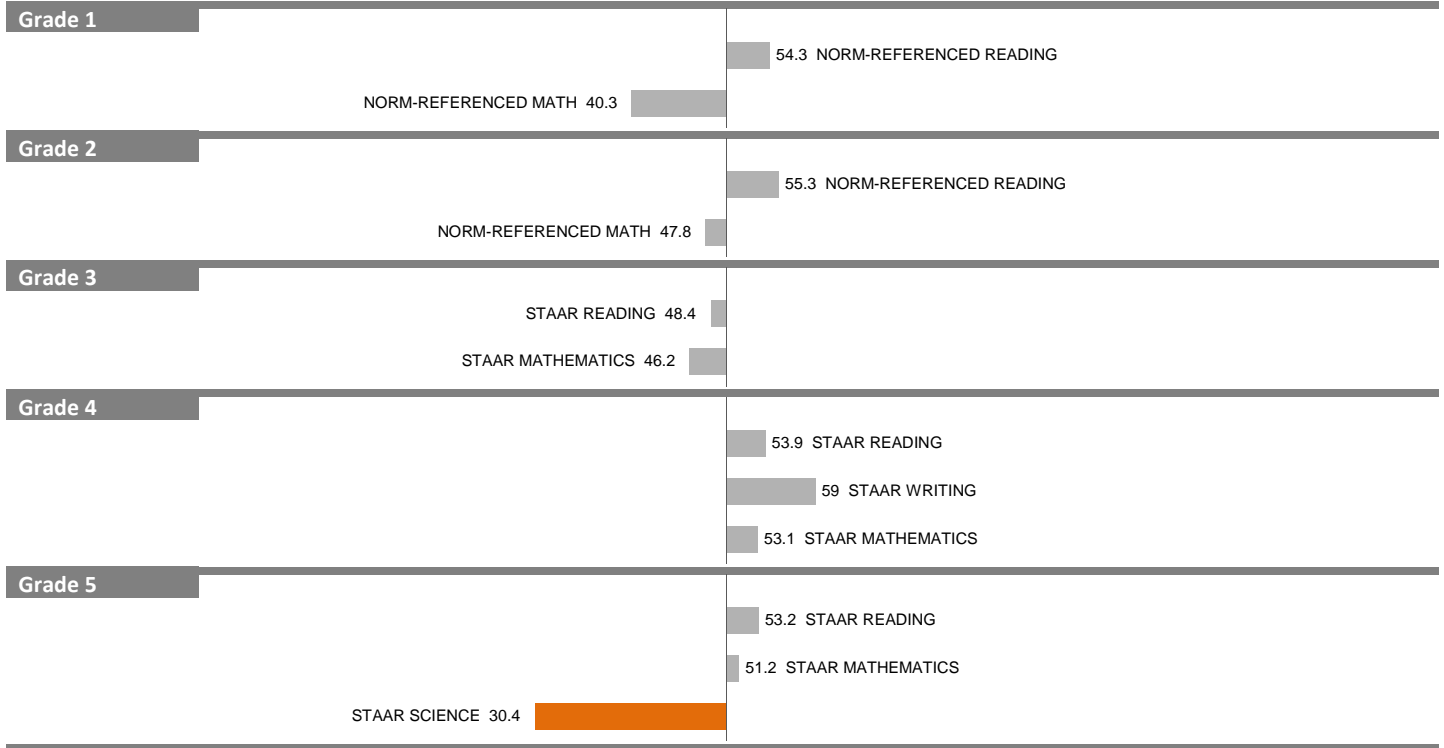 Grade 1
54.3 NORM-REFERENCED READING
NORM-REFERENCED MATH 40.3
Grade 2
55.3 NORM-REFERENCED READING
NORM-REFERENCED MATH 47.8
Grade 3
STAAR READING 48.4
STAAR MATHEMATICS 46.2
Grade 4
53.9 STAAR READING
59 STAAR WRITING
53.1 STAAR MATHEMATICS
Grade 5
53.2 STAAR READING
51.2 STAAR MATHEMATICS
STAAR SCIENCE 30.4